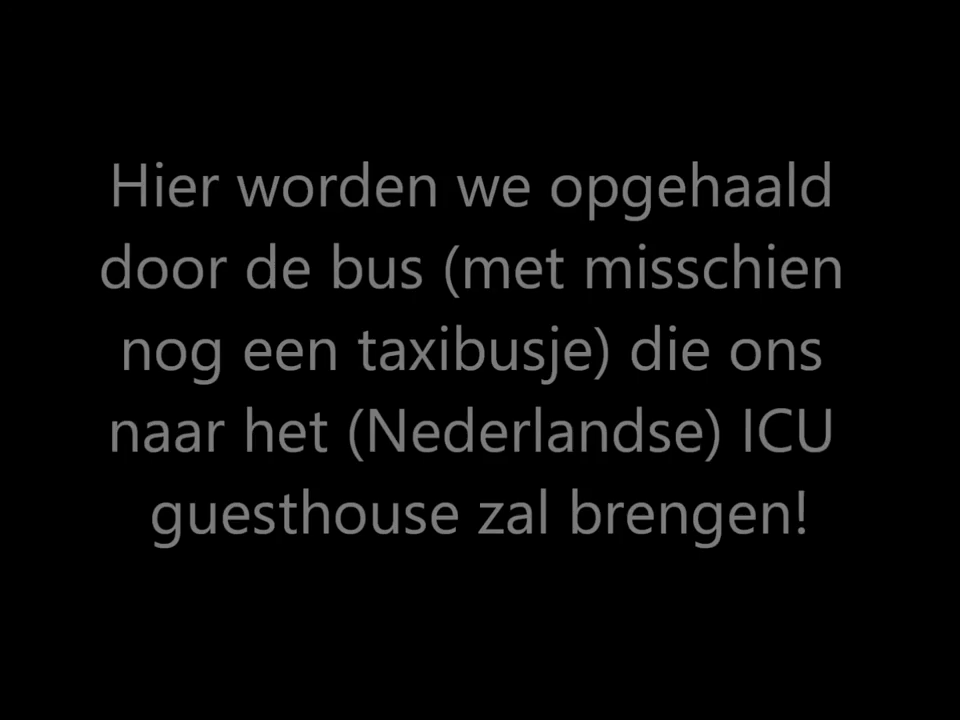 Hier worden we opgehaald
door de bus (met misschien
nog een taxibusje) die ons
naar het (Nederlandse) ICU
guesthouse zal brengen!